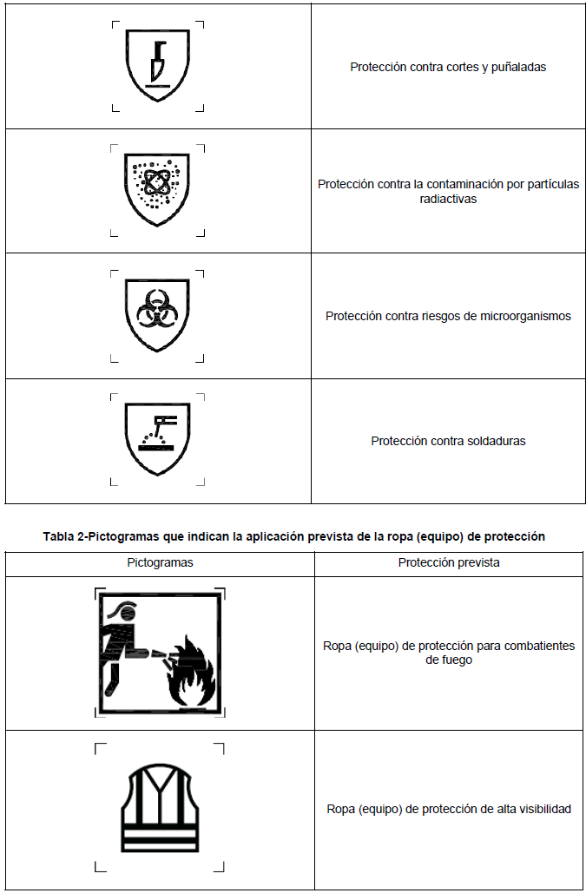 Protección contra cortes y puñaladas
Protección contra la contaminación por partículas
radiactivas
Protección contra riesgos de microorganismos
Protección contra soldaduras
Tabla 2-Pictogramas que indican la aplicación prevista de la ropa (equipo) de protección
Pictogramas
Protección prevista
Ropa (equipo) de protección para combatientes
de fuego
Ropa (equipo) de protección de alta visibilidad